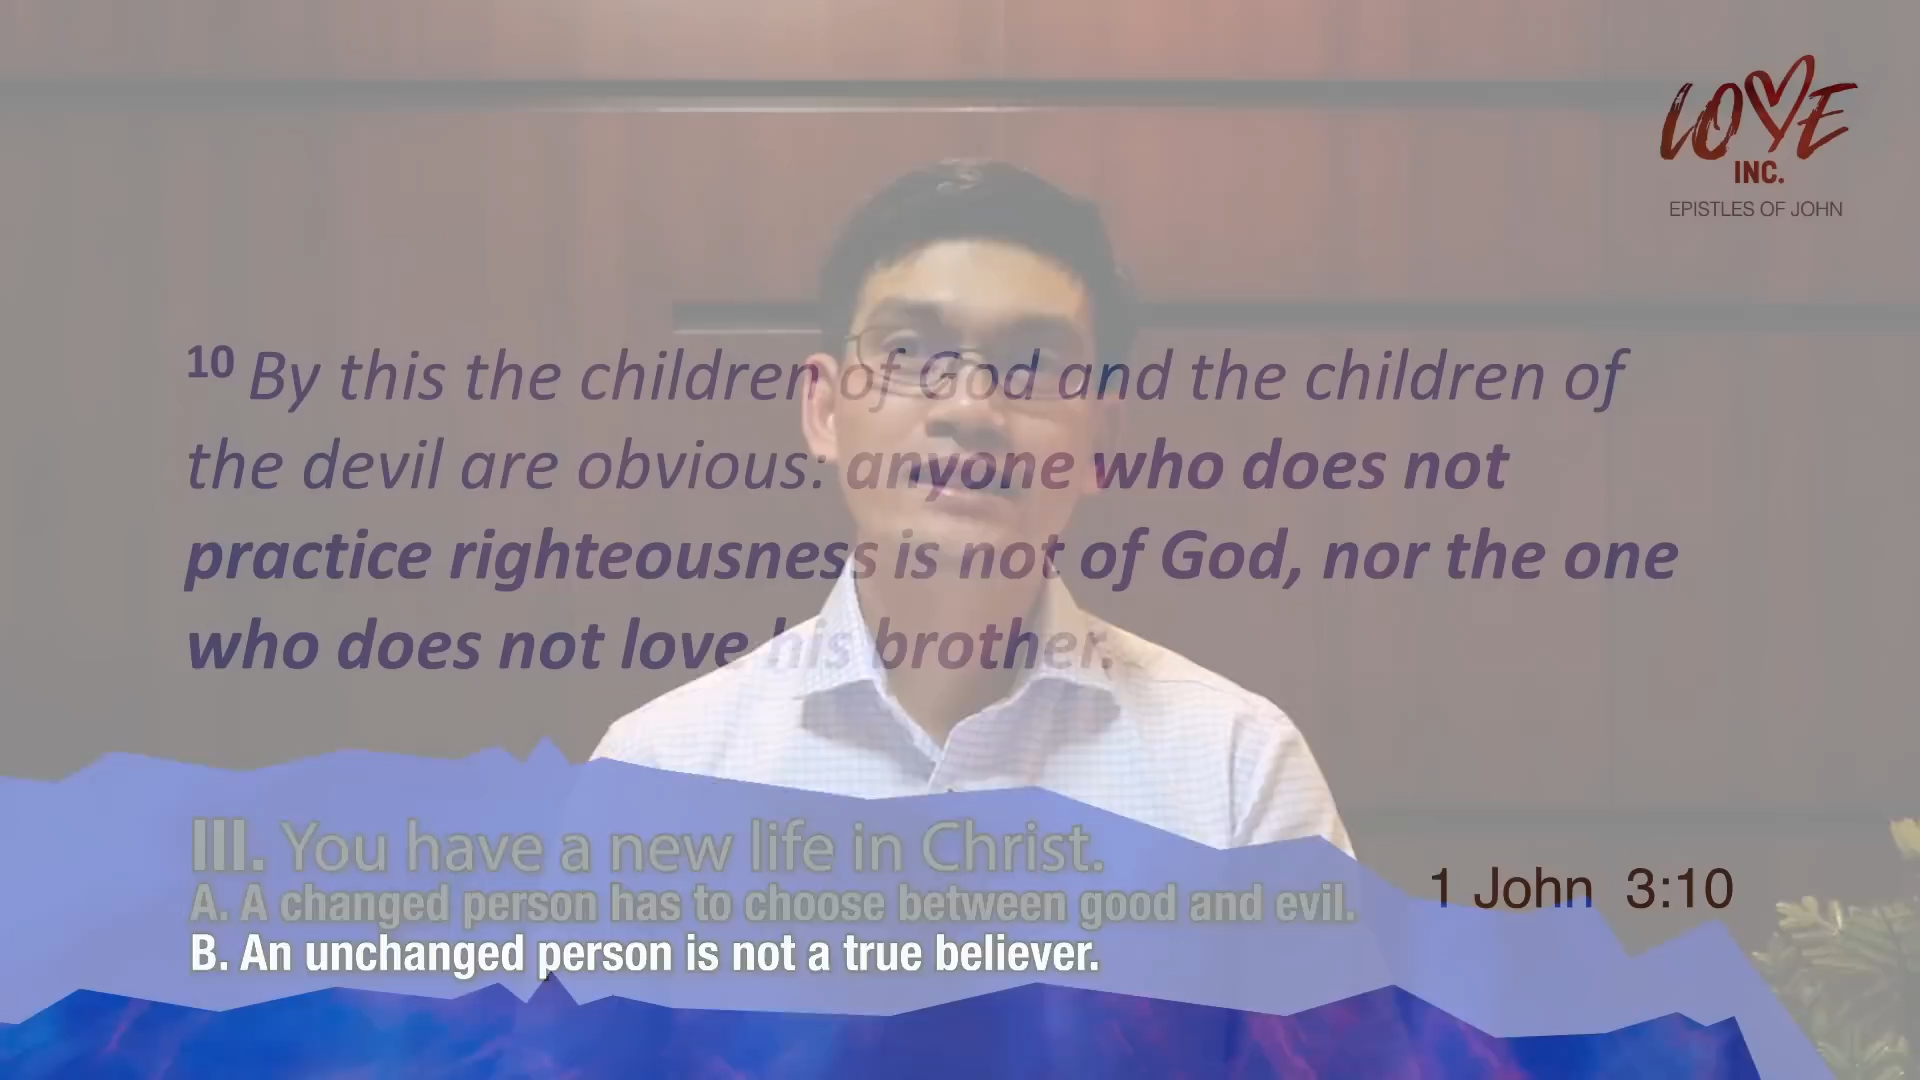 LOVE
INC.
EPISTLES OF JOHN
10 By this the children of God and the children of
the devil are obvious: anyone who does not
practice righteousness is not of God, nor the one
who does not love his brother.
III. You have a new life in Christ.
A. A changed person has to choose between good and evil.
1 John 3:10
B. An unchanged person is not a true believer.